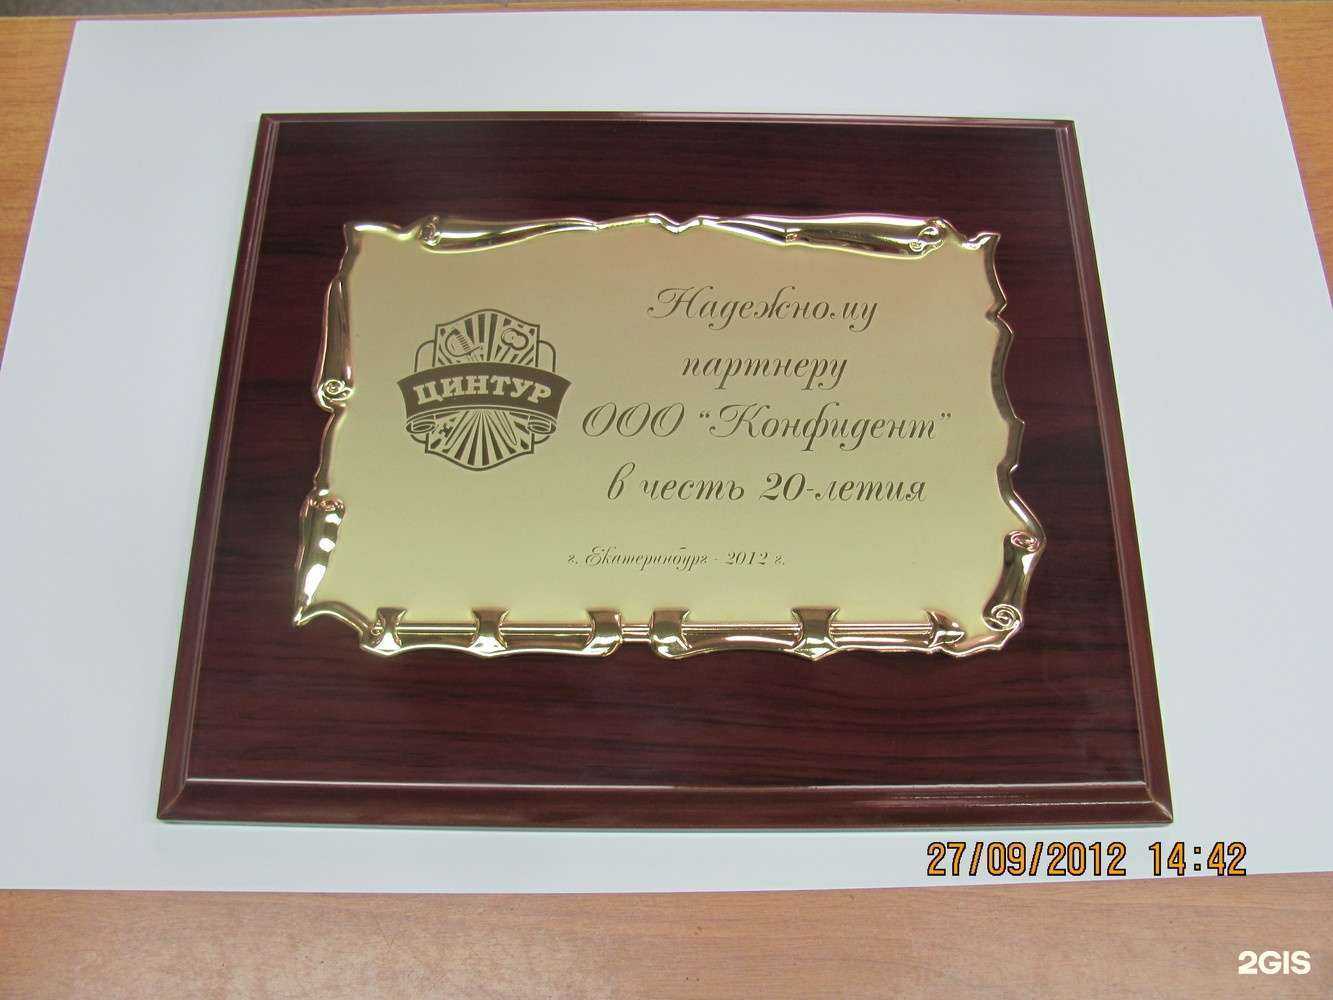 ЦИНТУР
Надежному
партнеру
ООО "Конфидент"
в честь 20-летия
г. Екатеринбург - 2012 г.
27/09/2012 14:42
2GIS